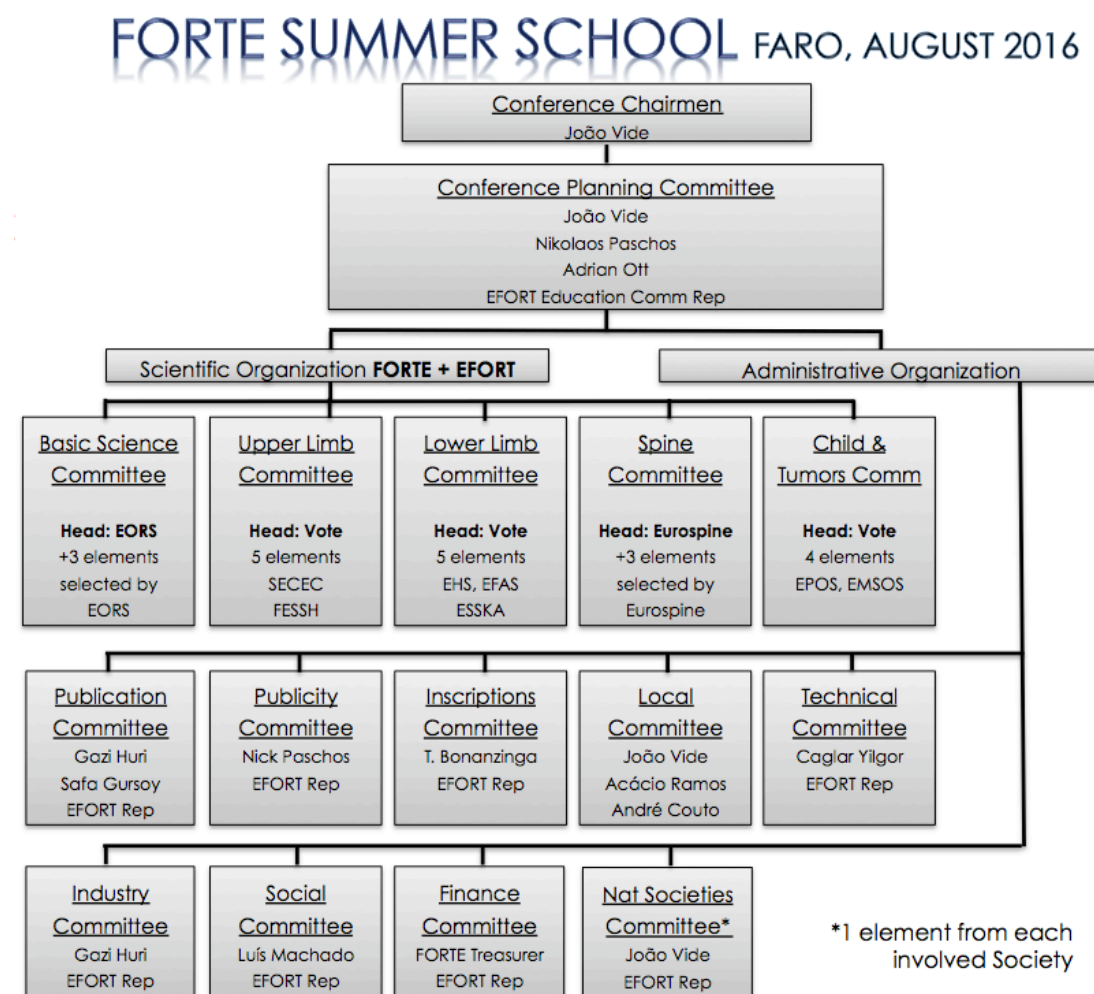 FORTE SUMMER SCHOOL FARO, AUGUST 2016
Conference Chairmen
João Vide
Conference Planning Committee
João Vide
Nikolaos Paschos
Adrian Ott
EFORT Education Comm Rep
Scientific Organization FORTE + EFORT
Administrative Organization
Basic Science
Committee
Head: EORS
+3 elements
selected by
EORS
Upper Limb
Committee
Head: Vote
5 elements
SECEC
FESSH
Lower Limb
Committee
Head: Vote
5 elements
EHS, EFAS
ESSKA
Spine
Committee
Head: Eurospine
+3 elements
selected by
Eurospine
Child &
Tumors Comm
Head: Vote
4 elements
EPOS, EMSOS
Publication
Committee
Gazi Huri
Safa Gursoy
EFORT Rep
Publicity
Committee
Nick Paschos
EFORT Rep
Inscriptions
Committee
T. Bonanzinga
EFORT Rep
Local
Committee
João Vide
Acácio Ramos
André Couto
Technical
Committee
Caglar Yilgor
EFORT Rep
Industry
Committee
Gazi Huri
EFORT Rep
Social
Committee
Luís Machado
EFORT Rep
Finance
Committee
FORTE Treasurer
EFORT Rep
Nat Societies
Committee*
João Vide
EFORT Rep
*1 element from each
involved Society